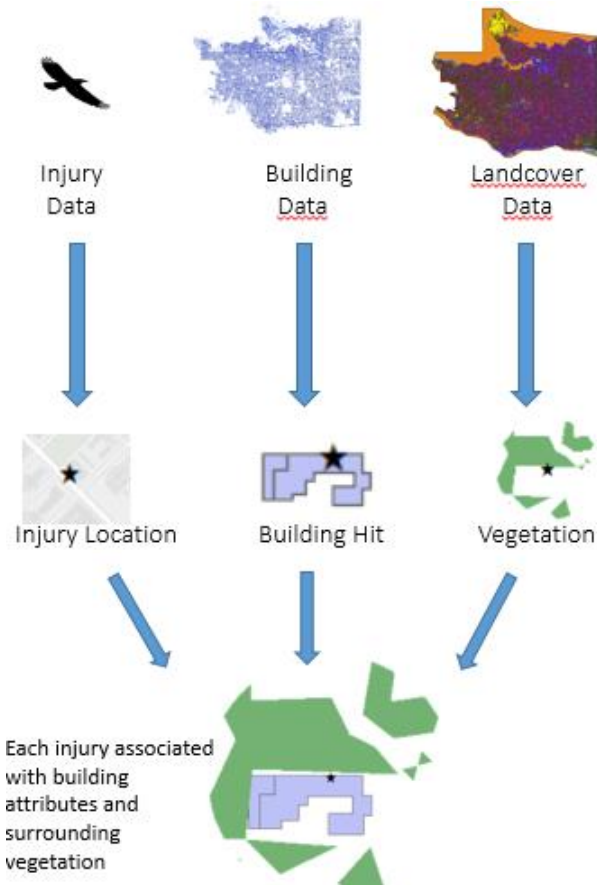 Injury
Data
Building
Data
Landcover
Data
Injury Location
Building Hit
Vegetation
Each injury associated
with building
attributes and
surrounding
vegetation